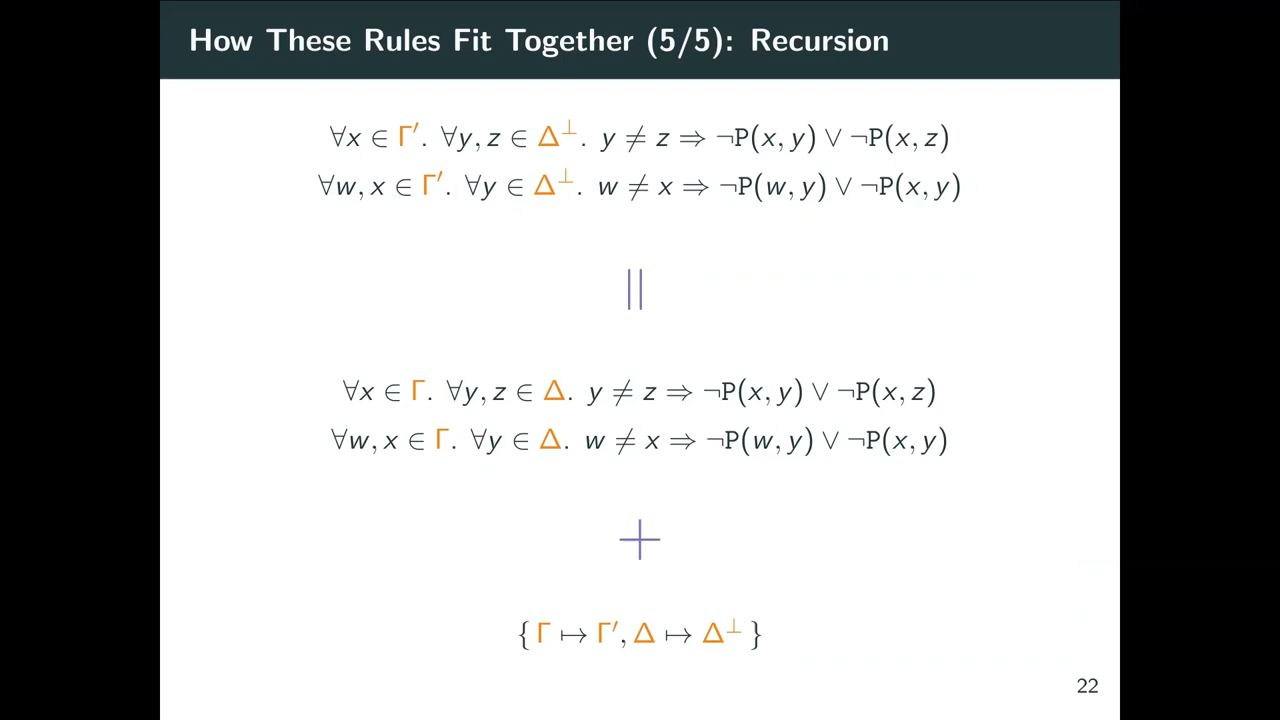 How These Rules Fit Together (5/5): Recursion
∀x ∈ Γ′. ∀y, z ∈ Δ⊥. y ≠ z ⇒ ¬P(x, y) ∨ ¬P(x, z)
∀w, x ∈ Γ′. ∀y ∈ Δ⊥. w ≠ x ⇒ ¬P(w, y) ∨ ¬P(x, y)
||
∀x ∈ Γ. ∀y, z ∈ Δ. y ≠ z ⇒ ¬P(x, y) ∨ ¬P(x, z)
∀w, x ∈ Γ. ∀y ∈ Δ. w ≠ x ⇒ ¬P(w, y) ∨ ¬P(x, y)
+
{ Γ ↦ Γ′, Δ ↦ Δ⊥ }
22